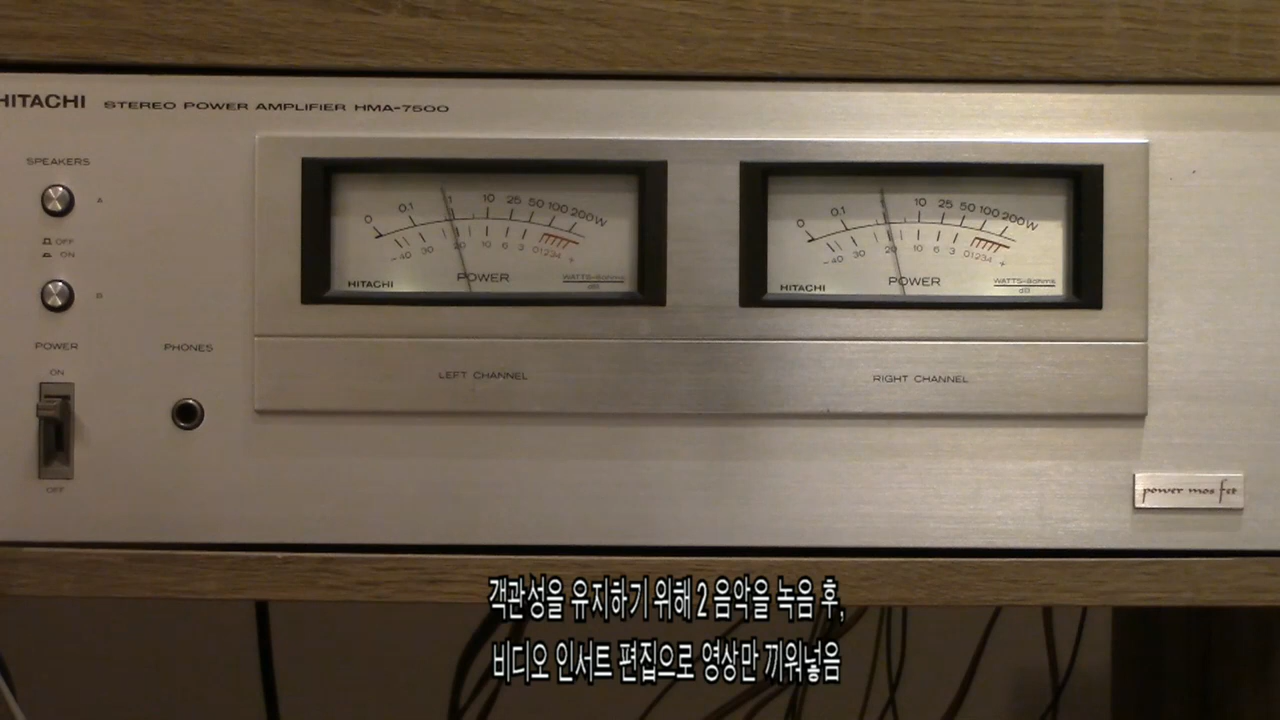 HITACHI STEREO POWER AMPLIFIER HMA-7500
SPEAKERS
A
OFF
ON
B
POWER
ON
OFF
PHONES
0 0.1 1 10 25 50 100 200W
-40 30 20 10 6 3 0 1 2 3 4 +
POWER
HITACHI
WATTS-8ohms
dB
0 0.1 1 10 25 50 100 200W
-40 30 20 10 6 3 0 1 2 3 4 +
POWER
HITACHI
WATTS-8ohms
dB
LEFT CHANNEL
RIGHT CHANNEL
power mos fet
객관성을 유지하기 위해 2 음악을 녹음 후,
비디오 인서트 편집으로 영상만 끼워넣음